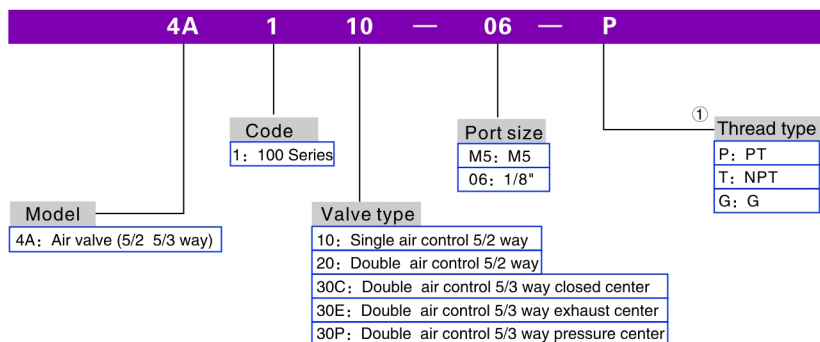 4A 1 10 — 06 — P
①
Code
1：100 Series
Port size
M5：M5
06：1/8"
Thread type
P：PT
T：NPT
G：G
Model
4A：Air valve (5/2 5/3 way)
Valve type
10：Single air control 5/2 way
20：Double air control 5/2 way
30C：Double air control 5/3 way closed center
30E：Double air control 5/3 way exhaust center
30P：Double air control 5/3 way pressure center